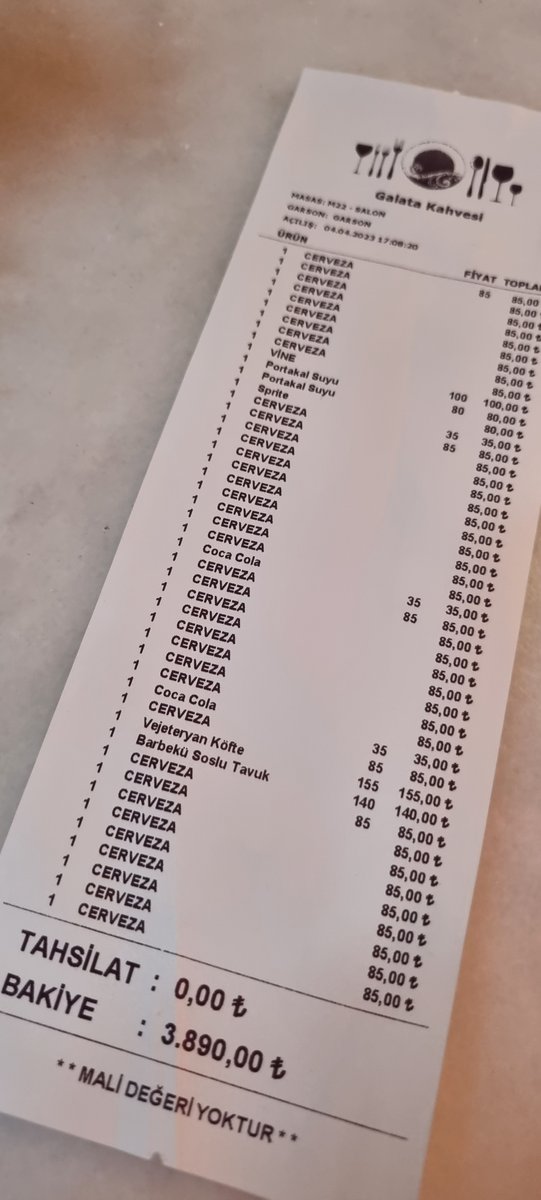 Galata Kahvesi
MASAS: M22 - SALON
GARSON: GARSON
AÇILIŞ: 04.04.2023 17:08:20
ÜRÜN FİYAT TOPLA
1 CERVEZA 85 85,00
1 CERVEZA 85,00 ₺
1 CERVEZA 85,00 ₺
1 CERVEZA 85,00 ₺
1 CERVEZA 85,00 ₺
1 CERVEZA 85,00 ₺
1 CERVEZA 85,00 ₺
1 CERVEZA 85,00 ₺
1 CERVEZA 85,00 ₺
1 VİNE 100 100,00 ₺
1 Portakal Suyu 80 80,00 ₺
1 Portakal Suyu 80,00 ₺
1 Sprite 35 35,00 ₺
1 CERVEZA 85 85,00 ₺
1 CERVEZA 85,00 ₺
1 CERVEZA 85,00 ₺
1 CERVEZA 85,00 ₺
1 CERVEZA 85,00 ₺
1 CERVEZA 85,00 ₺
1 CERVEZA 85,00 ₺
1 CERVEZA 85,00 ₺
1 CERVEZA 85,00 ₺
1 CERVEZA 85,00 ₺
1 CERVEZA 85,00 ₺
1 Coca Cola 35 35,00 ₺
1 CERVEZA 85 85,00 ₺
1 CERVEZA 85,00 ₺
1 CERVEZA 85,00 ₺
1 CERVEZA 85,00 ₺
1 CERVEZA 85,00 ₺
1 CERVEZA 85,00 ₺
1 CERVEZA 85,00 ₺
1 CERVEZA 85,00 ₺
1 Coca Cola 35 35,00 ₺
1 CERVEZA 85 85,00 ₺
1 Vejeteryan Köfte 155 155,00 ₺
1 Barbekü Soslu Tavuk 140 140,00 ₺
1 CERVEZA 85 85,00 ₺
1 CERVEZA 85,00 ₺
1 CERVEZA 85,00 ₺
1 CERVEZA 85,00 ₺
1 CERVEZA 85,00 ₺
1 CERVEZA 85,00 ₺
1 CERVEZA 85,00 ₺
1 CERVEZA 85,00 ₺
1 CERVEZA 85,00 ₺
TAHSİLAT : 0,00 ₺
BAKİYE : 3.890,00 ₺
**MALİ DEĞERİ YOKTUR**